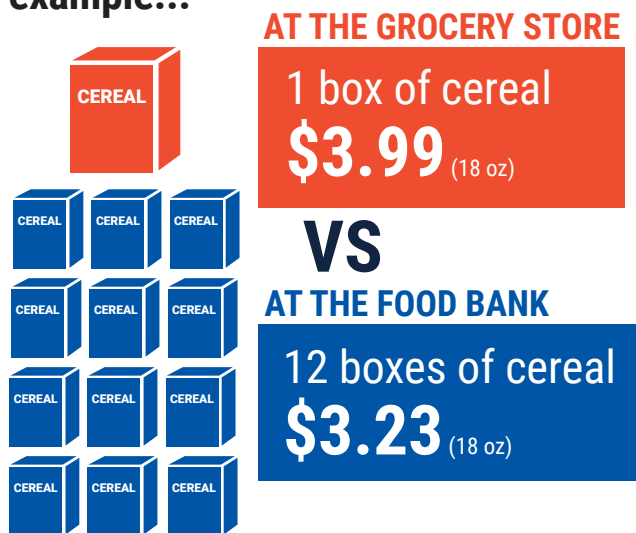 example...
AT THE GROCERY STORE
CEREAL
1 box of cereal
$3.99 (18 oz)
CEREAL CEREAL CEREAL
VS
AT THE FOOD BANK
CEREAL CEREAL CEREAL
12 boxes of cereal
$3.23 (18 oz)
CEREAL CEREAL CEREAL
CEREAL CEREAL CEREAL